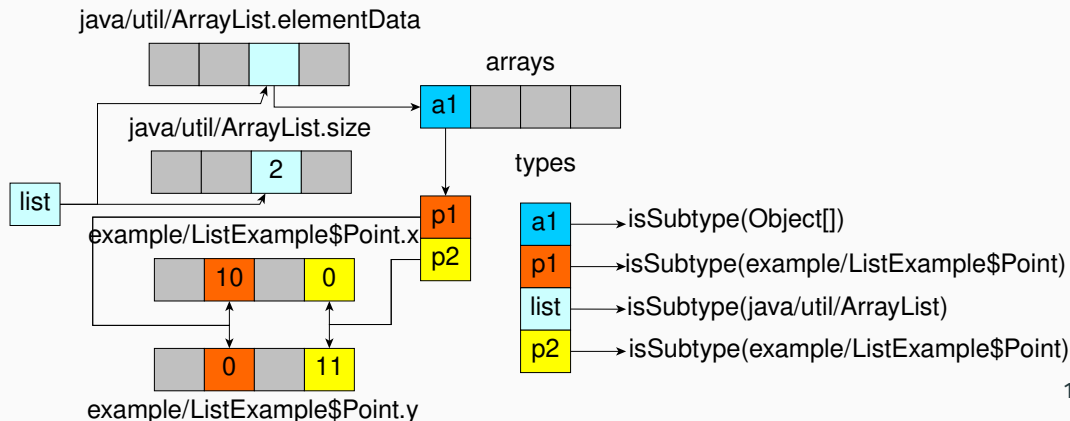 java/util/ArrayList.elementData
arrays
a1
java/util/ArrayList.size
2
list
types
p1
p2
example/ListExample$Point.x
10
0
0
11
example/ListExample$Point.y
a1
isSubtype(Object[])
p1
isSubtype(example/ListExample$Point)
list
isSubtype(java/util/ArrayList)
p2
isSubtype(example/ListExample$Point)
1